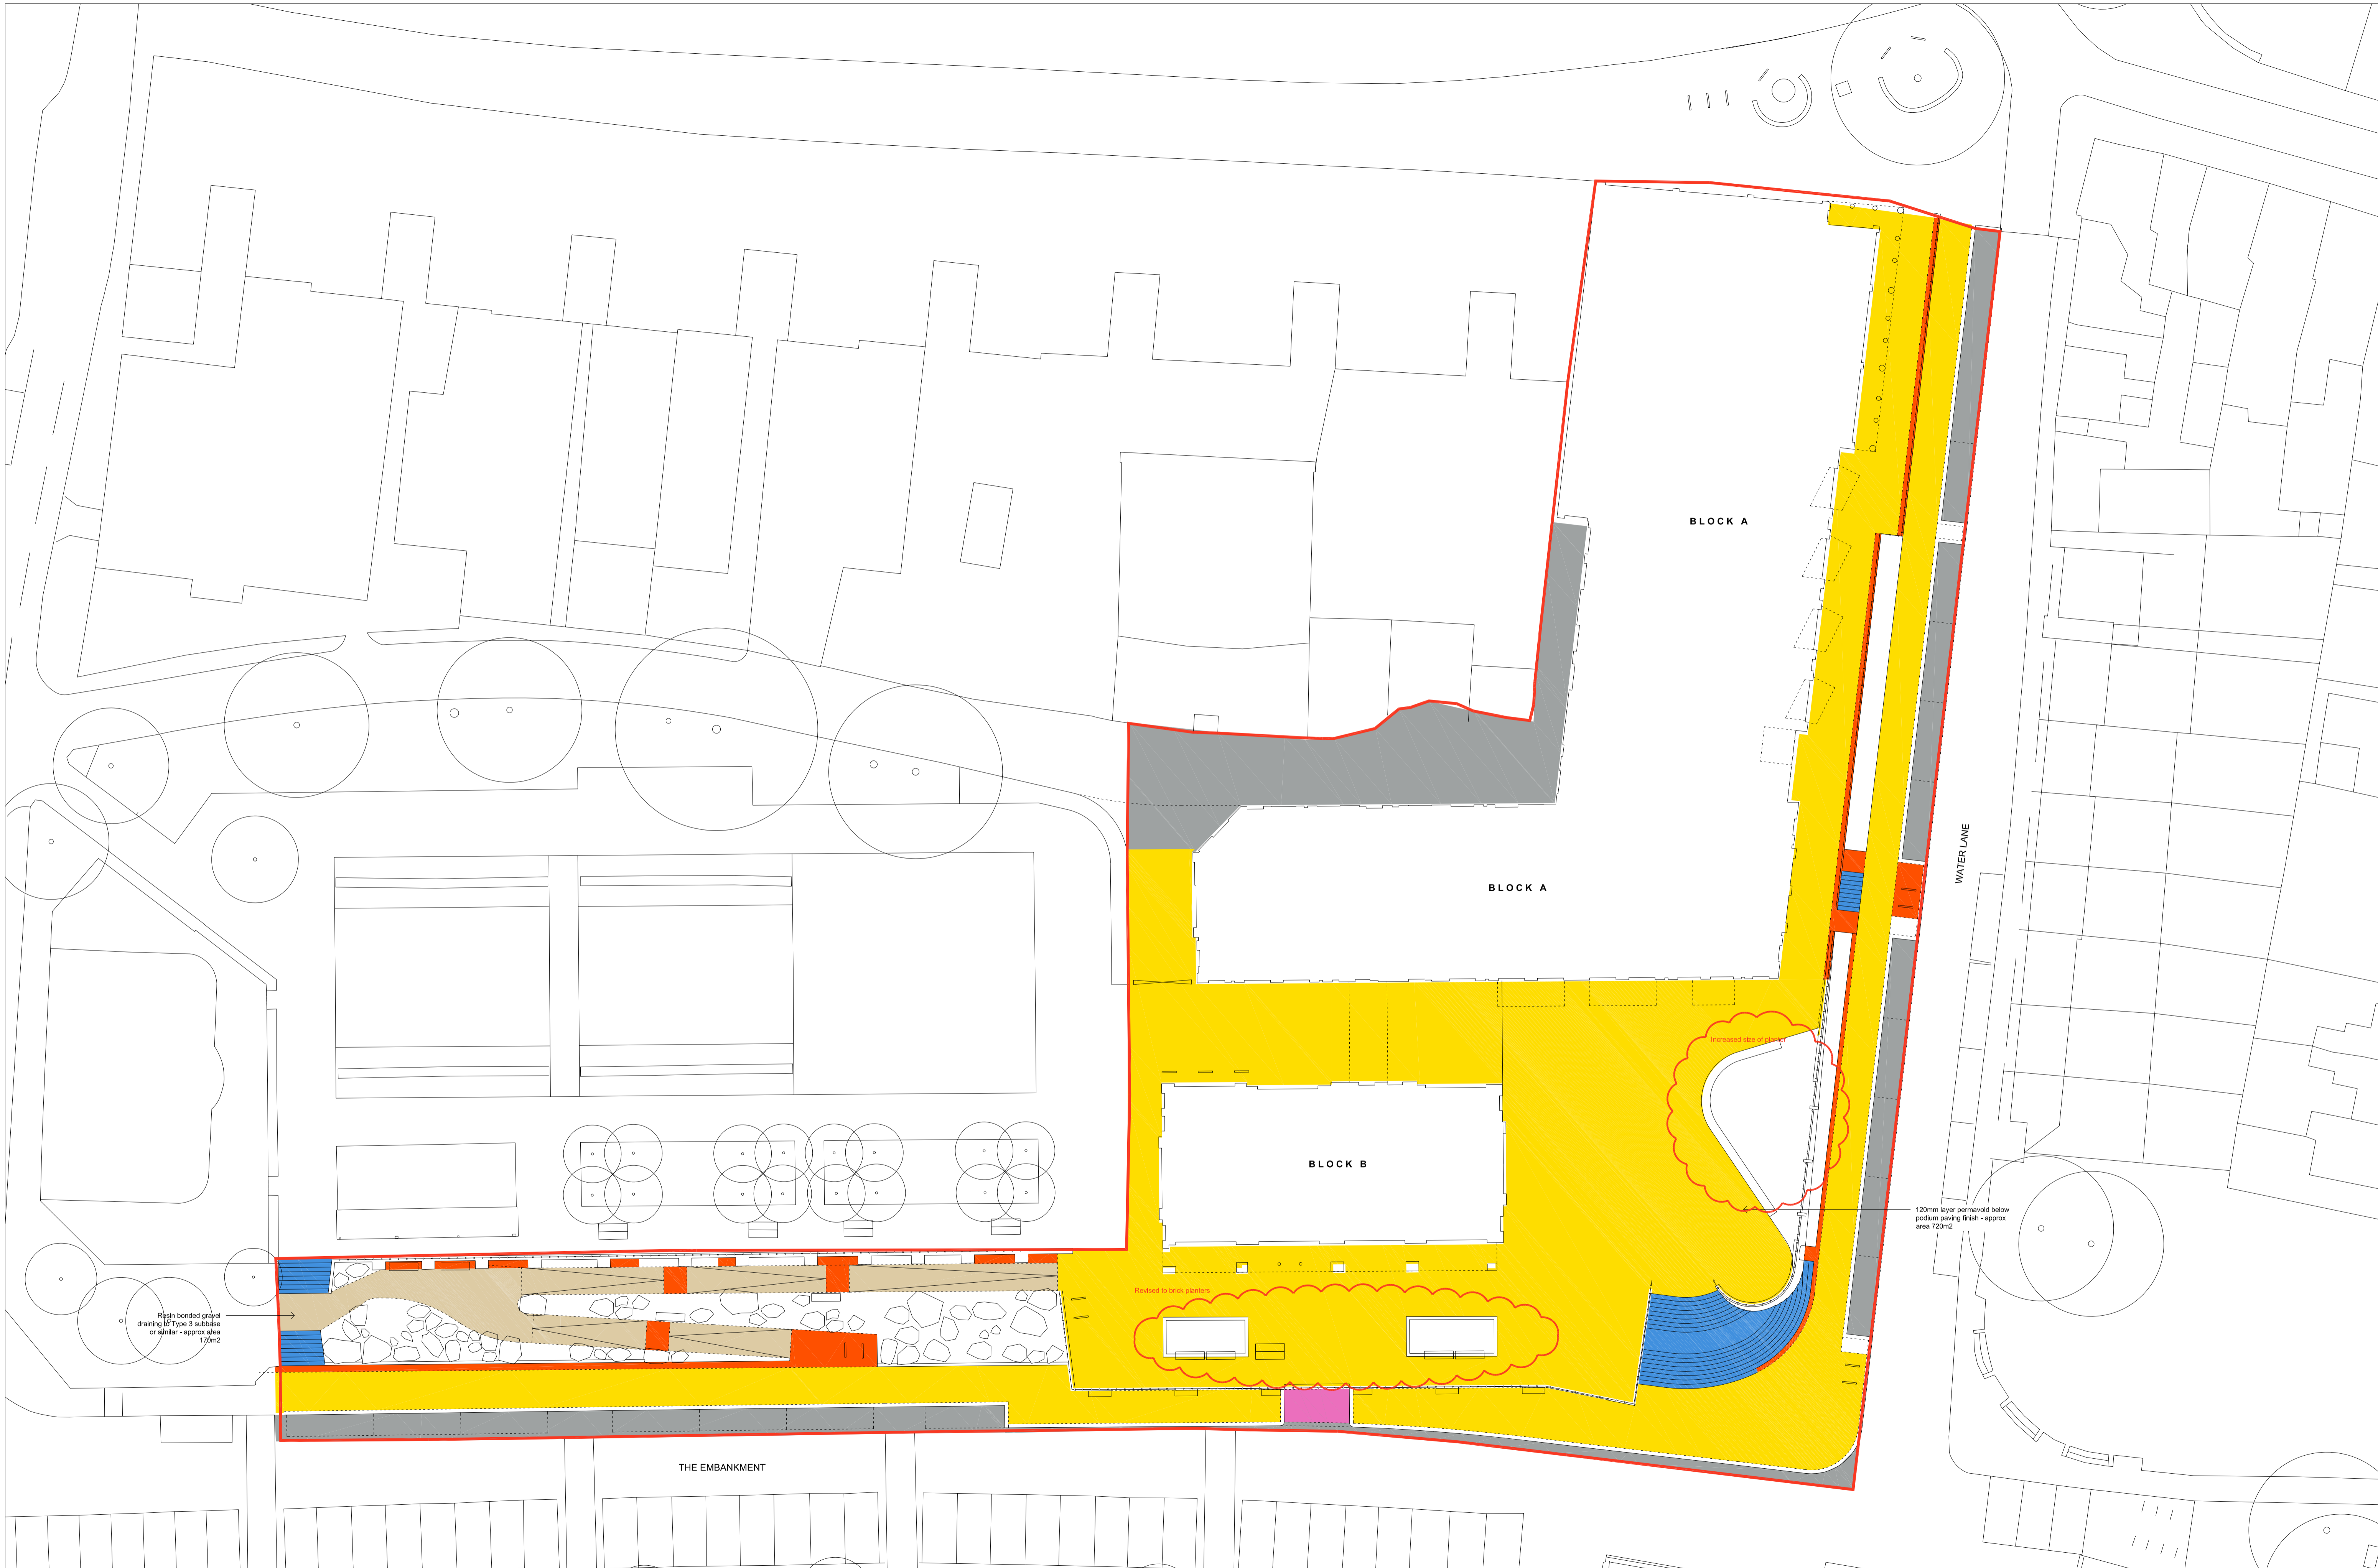 BLOCK A
WATER LANE
BLOCK A
Increased size of planter
BLOCK B
120mm layer permavoid below
podium paving finish - approx
area 720m2
Revised to brick planters
Resin bonded gravel
draining to Type 3 subbase
or similar - approx area
170m2
THE EMBANKMENT